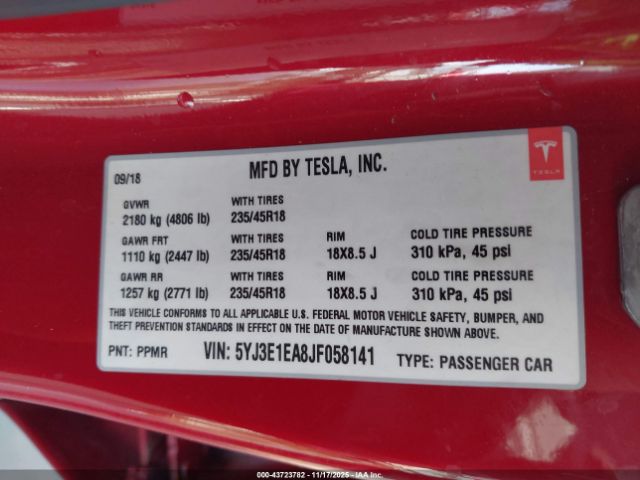 MFD BY TESLA, INC.
TESLA
09/18
GVWR WITH TIRES
2180 kg (4806 lb) 235/45R18
GAWR FRT WITH TIRES RIM COLD TIRE PRESSURE
1110 kg (2447 lb) 235/45R18 18X8.5 J 310 kPa, 45 psi
GAWR RR WITH TIRES RIM COLD TIRE PRESSURE
1257 kg (2771 lb) 235/45R18 18X8.5 J 310 kPa, 45 psi
THIS VEHICLE CONFORMS TO ALL APPLICABLE U.S. FEDERAL MOTOR VEHICLE SAFETY, BUMPER, AND
THEFT PREVENTION STANDARDS IN EFFECT ON THE DATE OF MANUFACTURE SHOWN ABOVE.
PNT: PPMR VIN: 5YJ3E1EA8JF058141 TYPE: PASSENGER CAR
000-43723782 - 11/17/2025 - IAA Inc.